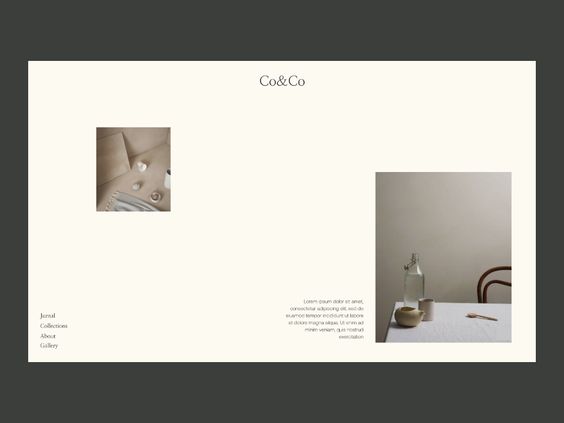 Co&Co
Lorem ipsum dolor sit amet,
consectetur adipiscing elit, sed do
eiusmod tempor incididunt ut labore
et dolore magna aliqua. Ut enim ad
minim veniam, quis nostrud
exercitation
Jurnal
Collections
About
Gallery